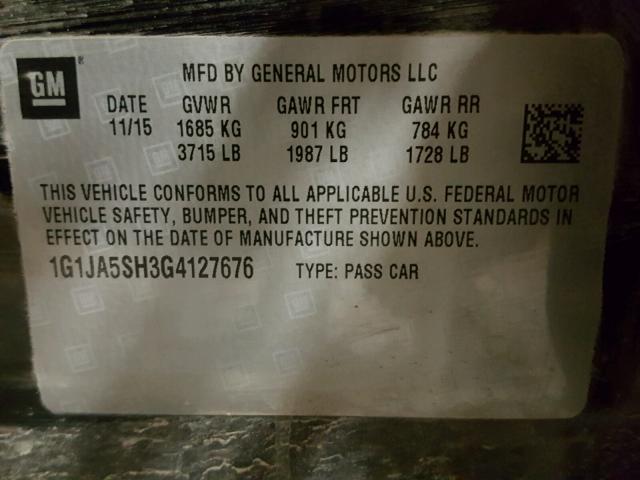 GM ® MFD BY GENERAL MOTORS LLC
DATE GVWR GAWR FRT GAWR RR
11/15 1685 KG 901 KG 784 KG
3715 LB 1987 LB 1728 LB
THIS VEHICLE CONFORMS TO ALL APPLICABLE U.S. FEDERAL MOTOR
VEHICLE SAFETY, BUMPER, AND THEFT PREVENTION STANDARDS IN
EFFECT ON THE DATE OF MANUFACTURE SHOWN ABOVE.
1G1JA5SH3G4127676 TYPE: PASS CAR